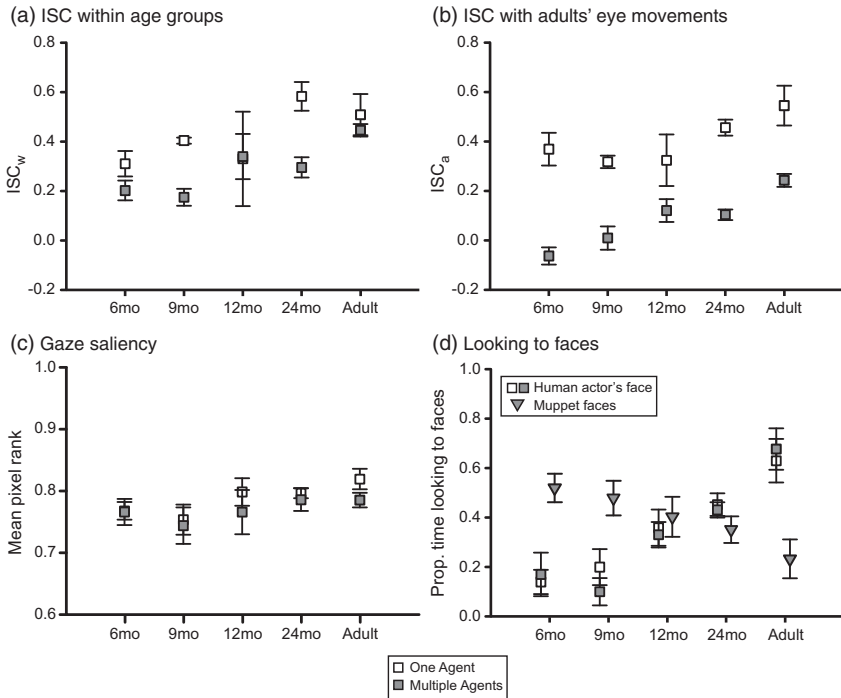 (a) ISC within age groups
0.8
0.6
0.4
0.2
0.0
-0.2
ISCw
6mo 9mo 12mo 24mo Adult
(b) ISC with adults' eye movements
0.8
0.6
0.4
0.2
0.0
-0.2
ISCa
6mo 9mo 12mo 24mo Adult
(c) Gaze saliency
1.0
0.9
0.8
0.7
0.6
Mean pixel rank
6mo 9mo 12mo 24mo Adult
(d) Looking to faces
1.0
0.8
0.6
0.4
0.2
0.0
Prop. time looking to faces
Human actor's face
Muppet faces
6mo 9mo 12mo 24mo Adult
One Agent
Multiple Agents